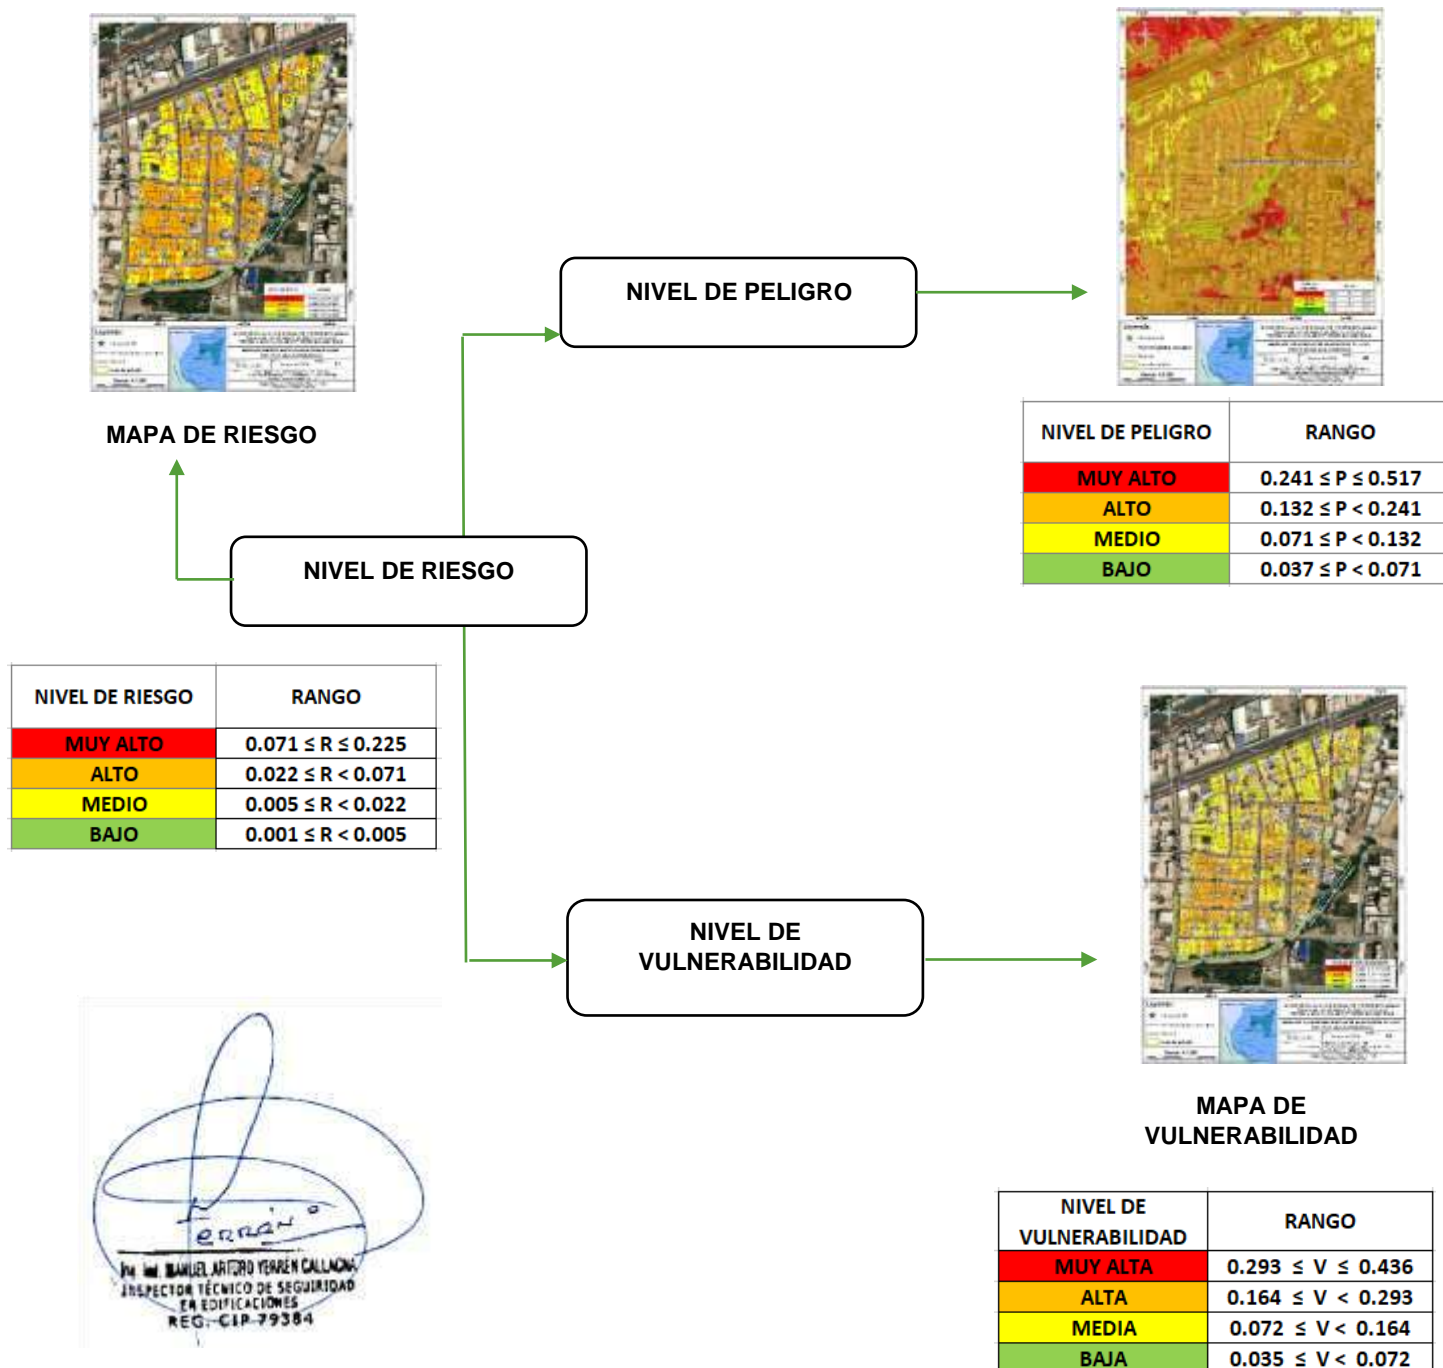 NIVEL DE PELIGRO
MAPA DE RIESGO
NIVEL DE PELIGRO RANGO
MUY ALTO 0.241 ≤ P ≤ 0.517
ALTO 0.132 ≤ P < 0.241
MEDIO 0.071 ≤ P < 0.132
BAJO 0.037 ≤ P < 0.071
NIVEL DE RIESGO
NIVEL DE RIESGO RANGO
MUY ALTO 0.071 ≤ R ≤ 0.225
ALTO 0.022 ≤ R < 0.071
MEDIO 0.005 ≤ R < 0.022
BAJO 0.001 ≤ R < 0.005
NIVEL DE
VULNERABILIDAD
MAPA DE
VULNERABILIDAD
NIVEL DE
VULNERABILIDAD RANGO
MUY ALTA 0.293 ≤ V ≤ 0.436
ALTA 0.164 ≤ V < 0.293
MEDIA 0.072 ≤ V < 0.164
BAJA 0.035 ≤ V < 0.072
MANUEL ARTURO YERREN CALLACNA
INSPECTOR TÉCNICO DE SEGUIRIDAD
EN EDIFICACIONES
REG. CIP 79384